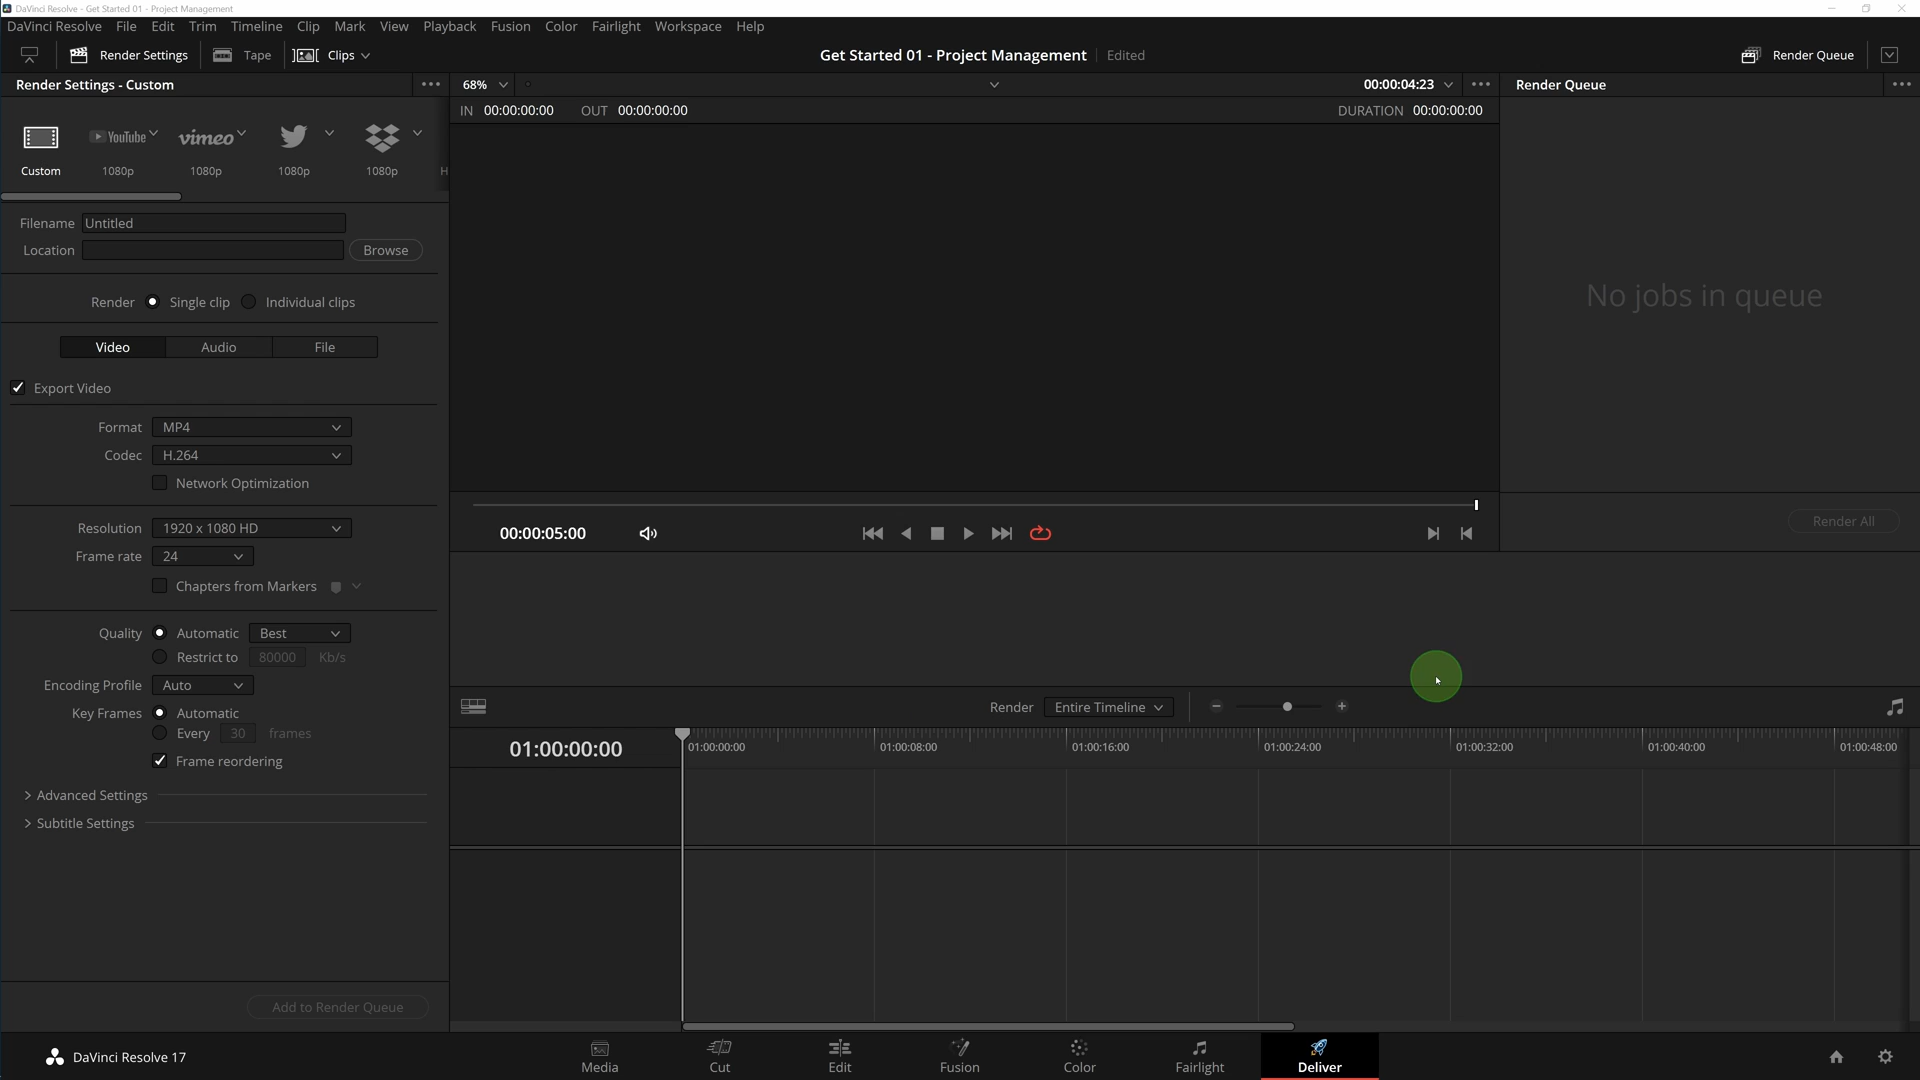 DaVinci Resolve - Get Started 01 - Project Management
DaVinci Resolve File Edit Trim Timeline Clip Mark View Playback Fusion Color Fairlight Workspace Help
Render Settings Tape Clips Get Started 01 - Project Management Edited Render Queue
Render Settings - Custom 68% 00:00:04:23 Render Queue
IN 00:00:00:00 OUT 00:00:00:00 DURATION 00:00:00:00
YouTube vimeo
Custom 1080p 1080p 1080p 1080p H
Filename Untitled
Location Browse
Render Single clip Individual clips
No jobs in queue
Video Audio File
Export Video
Format MP4
Codec H.264
Network Optimization
Resolution 1920 x 1080 HD
Render All
00:00:05:00
Frame rate 24
Chapters from Markers
Quality Automatic Best
Restrict to 80000 Kb/s
Encoding Profile Auto
Key Frames Automatic
Every 30 frames
Frame reordering
Render Entire Timeline
01:00:00:00 01:00:00:00 01:00:08:00 01:00:16:00 01:00:24:00 01:00:32:00 01:00:40:00 01:00:48:00
Advanced Settings
Subtitle Settings
Add to Render Queue
DaVinci Resolve 17 Media Cut Edit Fusion Color Fairlight Deliver